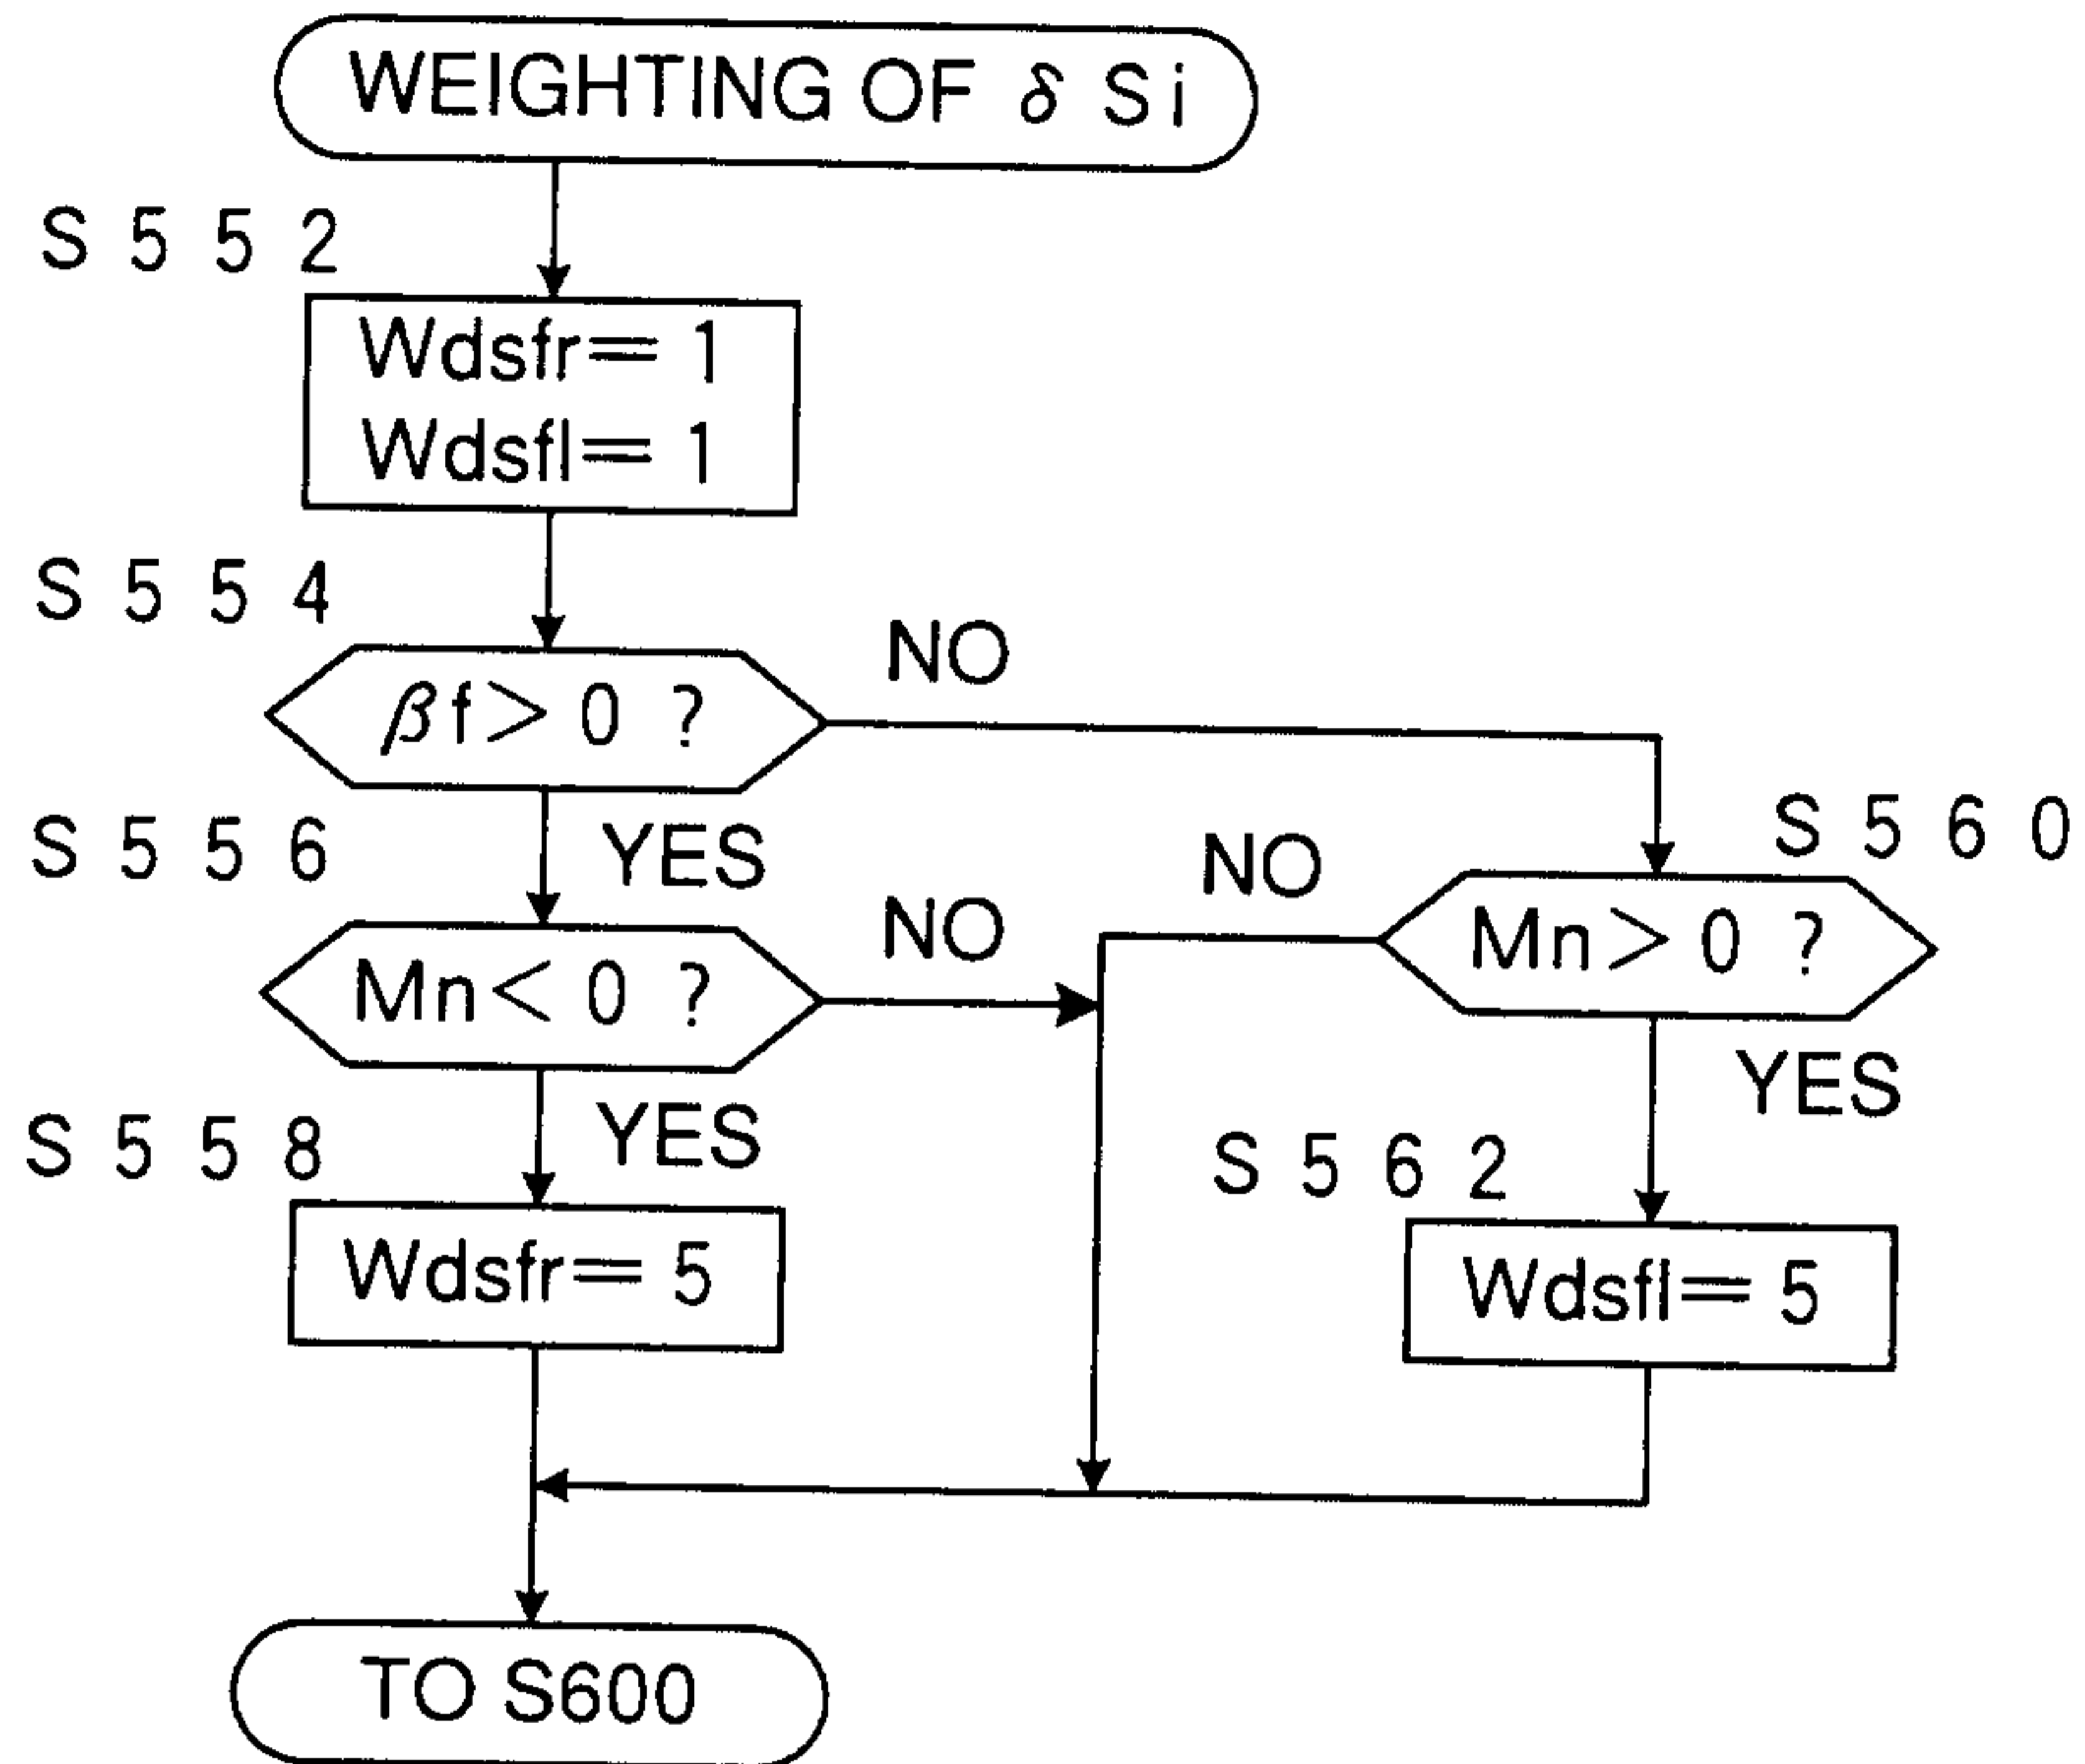 WEIGHTING OF δ Si
S 5 5 2
Wdsfr= 1
Wdsfl= 1
S 5 5 4
βf> 0 ?
NO
S 5 5 6
YES
NO
S 5 6 0
Mn< 0 ?
NO
Mn> 0 ?
YES
S 5 5 8
YES
S 5 6 2
Wdsfr= 5
Wdsfl= 5
TO S600